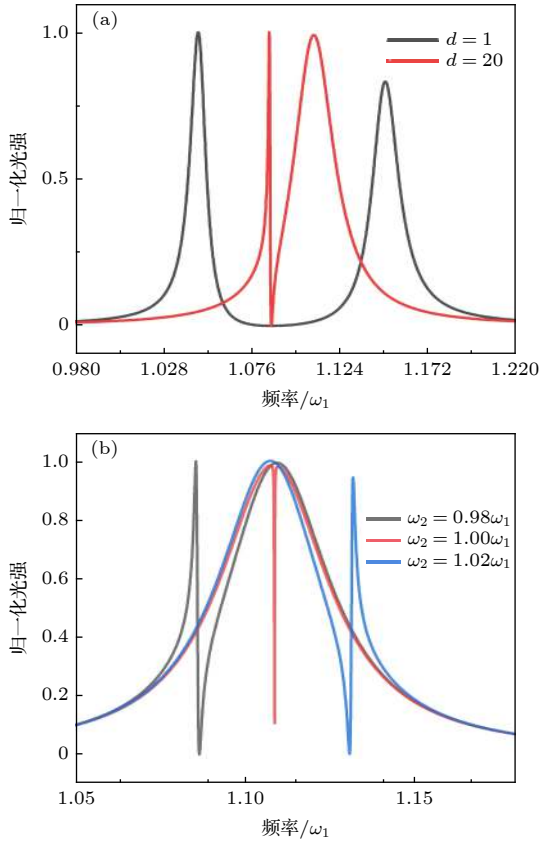 (a)
d = 1
d = 20
1.0
0.5
0
归一化光强
0.980
1.028
1.076
1.124
1.172
1.220
频率/ω₁
(b)
ω₂ = 0.98ω₁
ω₂ = 1.00ω₁
ω₂ = 1.02ω₁
1.0
0.8
0.6
0.4
0.2
0
归一化光强
1.05
1.10
1.15
频率/ω₁